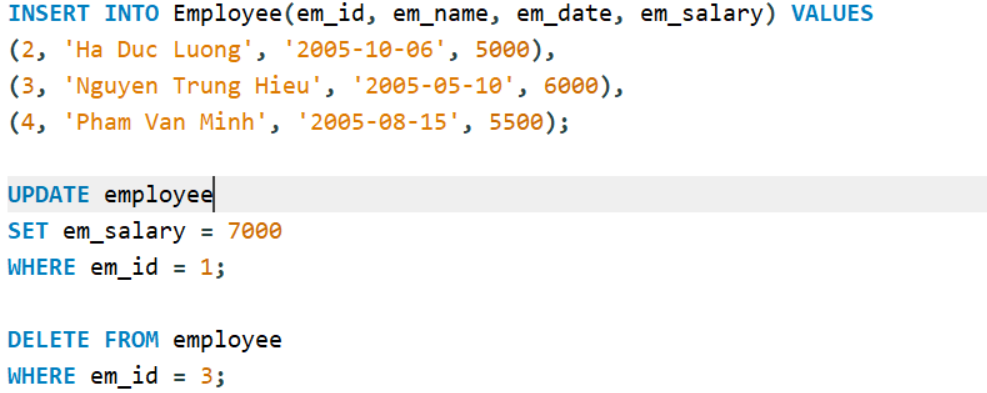 INSERT INTO Employee(em_id, em_name, em_date, em_salary) VALUES
(2, 'Ha Duc Luong', '2005-10-06', 5000),
(3, 'Nguyen Trung Hieu', '2005-05-10', 6000),
(4, 'Pham Van Minh', '2005-08-15', 5500);
UPDATE employee
SET em_salary = 7000
WHERE em_id = 1;
DELETE FROM employee
WHERE em_id = 3;